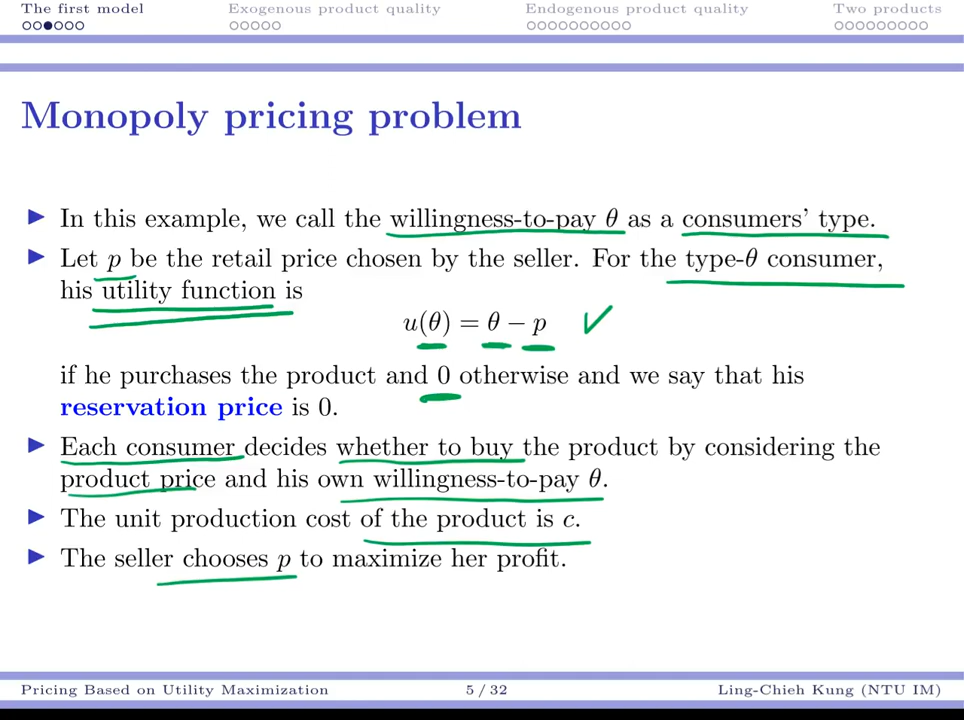 The first model Exogenous product quality Endogenous product quality Two products
Monopoly pricing problem
In this example, we call the willingness-to-pay θ as a consumers' type.
Let p be the retail price chosen by the seller. For the type-θ consumer,
his utility function is
u(θ) = θ − p
if he purchases the product and 0 otherwise and we say that his
reservation price is 0.
Each consumer decides whether to buy the product by considering the
product price and his own willingness-to-pay θ.
The unit production cost of the product is c.
The seller chooses p to maximize her profit.
Pricing Based on Utility Maximization 5 / 32 Ling-Chieh Kung (NTU IM)